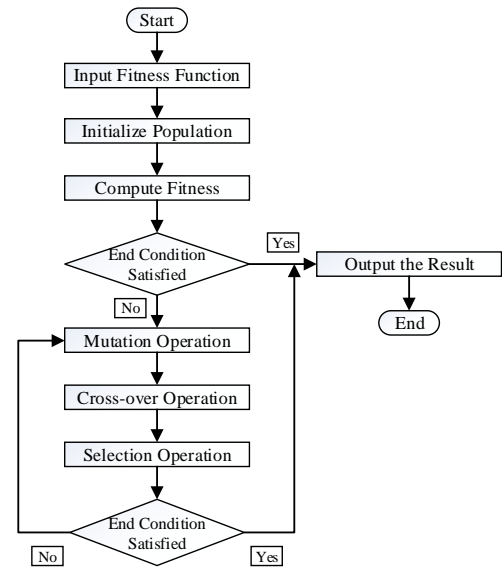 Start
Input Fitness Function
Initialize Population
Compute Fitness
End Condition
Satisfied
Yes
Output the Result
End
No
Mutation Operation
Cross-over Operation
Selection Operation
End Condition
Satisfied
No
Yes